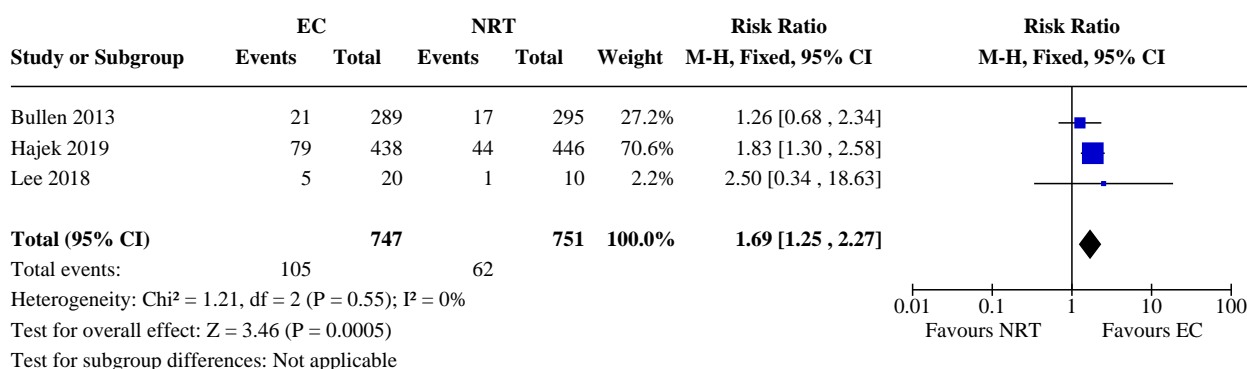 EC NRT Risk Ratio Risk Ratio
Study or Subgroup Events Total Events Total Weight M-H, Fixed, 95% CI M-H, Fixed, 95% CI
Bullen 2013 21 289 17 295 27.2% 1.26 [0.68 , 2.34]
Hajek 2019 79 438 44 446 70.6% 1.83 [1.30 , 2.58]
Lee 2018 5 20 1 10 2.2% 2.50 [0.34 , 18.63]
Total (95% CI) 747 751 100.0% 1.69 [1.25 , 2.27]
Total events: 105 62
Heterogeneity: Chi² = 1.21, df = 2 (P = 0.55); I² = 0%
Test for overall effect: Z = 3.46 (P = 0.0005)
Test for subgroup differences: Not applicable
0.01 0.1 1 10 100
Favours NRT Favours EC